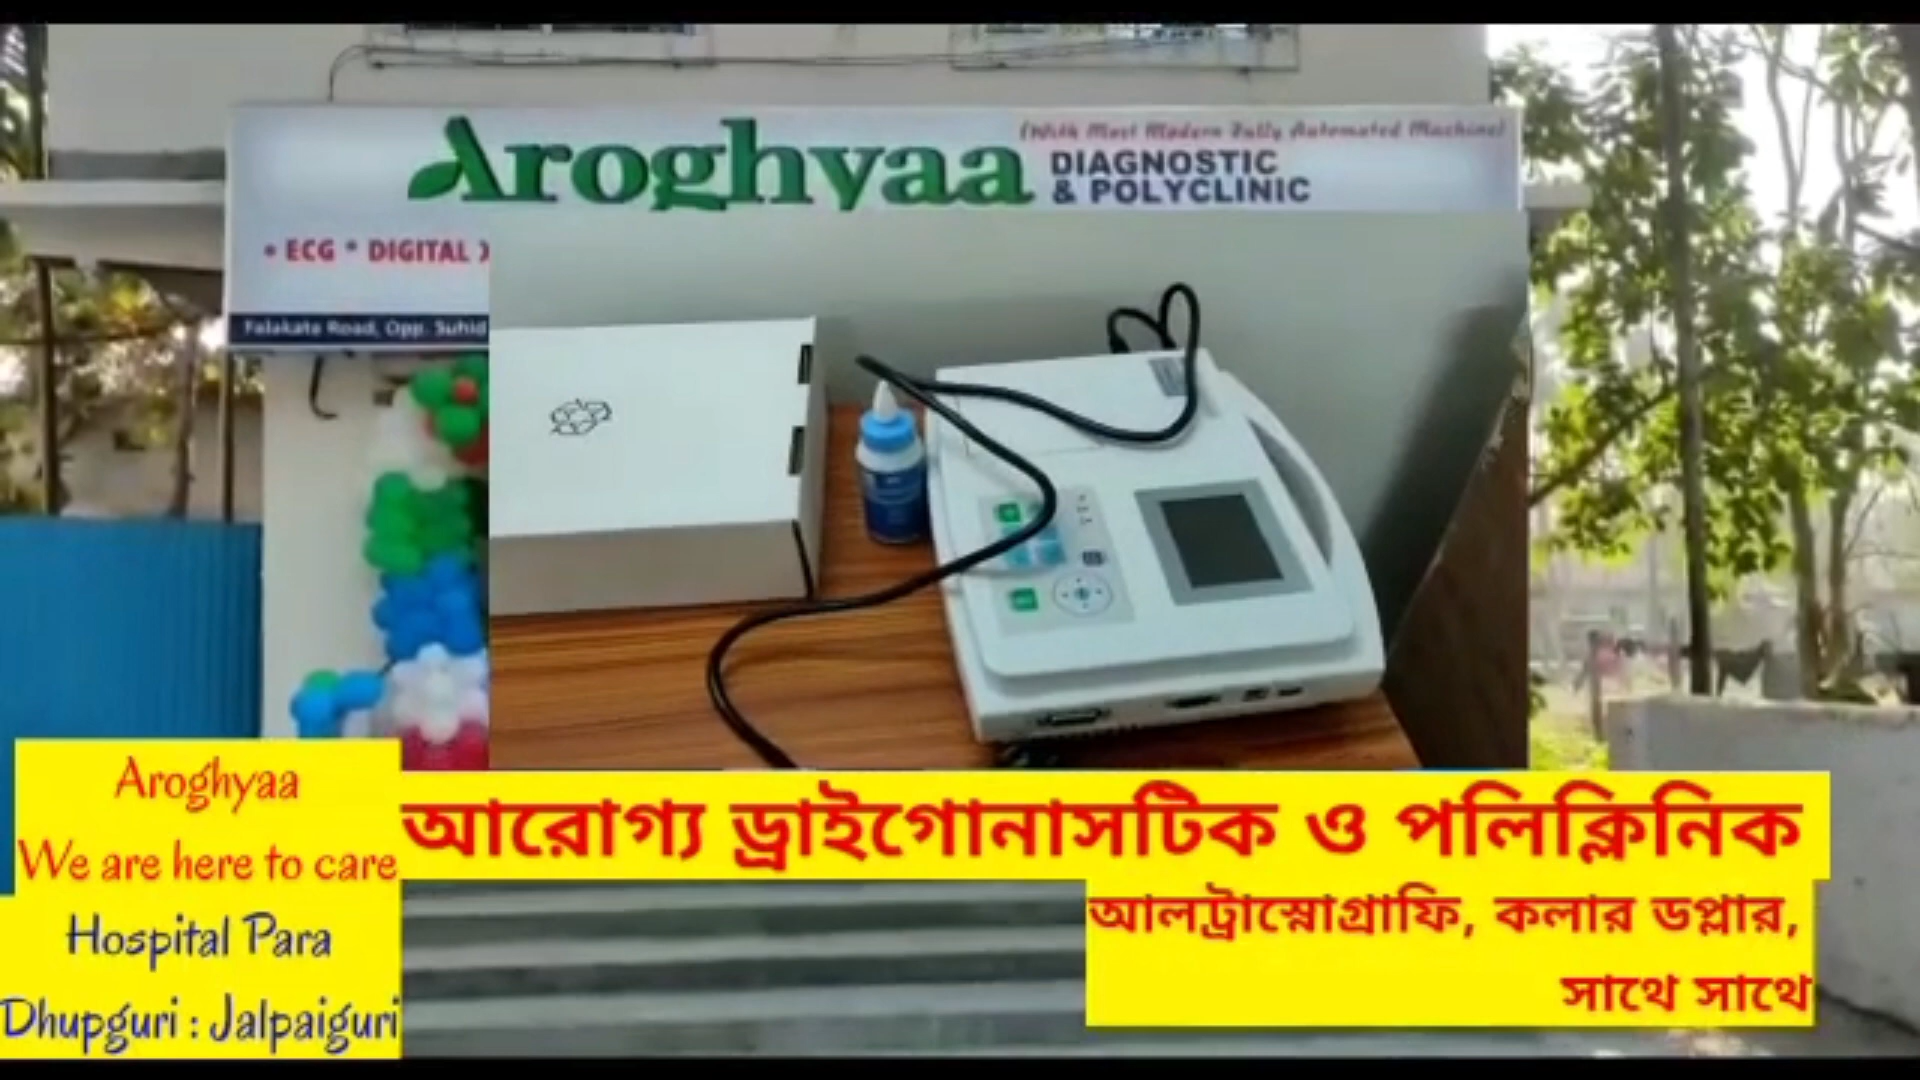 (With Most Modern Fully Automated Machine)
Aroghyaa DIAGNOSTIC
& POLYCLINIC
• ECG * DIGITAL X
Falakata Road, Opp. Suhid
Aroghyaa
We are here to care
Hospital Para
Dhupguri : Jalpaiguri
আরোগ্য ড্রাইগোনাসটিক ও পলিক্লিনিক
আলট্রাস্নোগ্রাফি, কলার ডপ্লার,
সাথে সাথে